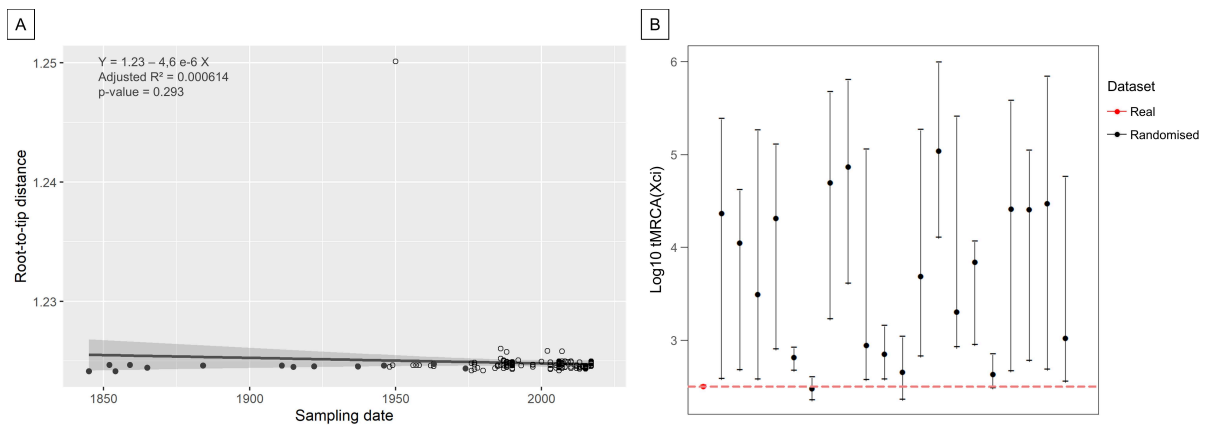 A
Y = 1.23 – 4,6 e-6 X
Adjusted R² = 0.000614
p-value = 0.293
1.25
1.24
1.23
Root-to-tip distance
1850
1900
1950
2000
Sampling date
B
6
5
4
3
Log10 tMRCA(Xci)
Dataset
Real
Randomised